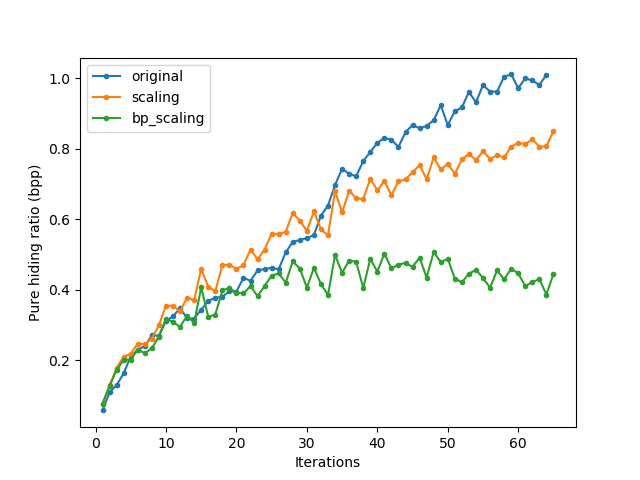 original
scaling
bp_scaling
Pure hiding ratio (bpp)
1.0
0.8
0.6
0.4
0.2
0 10 20 30 40 50 60
Iterations